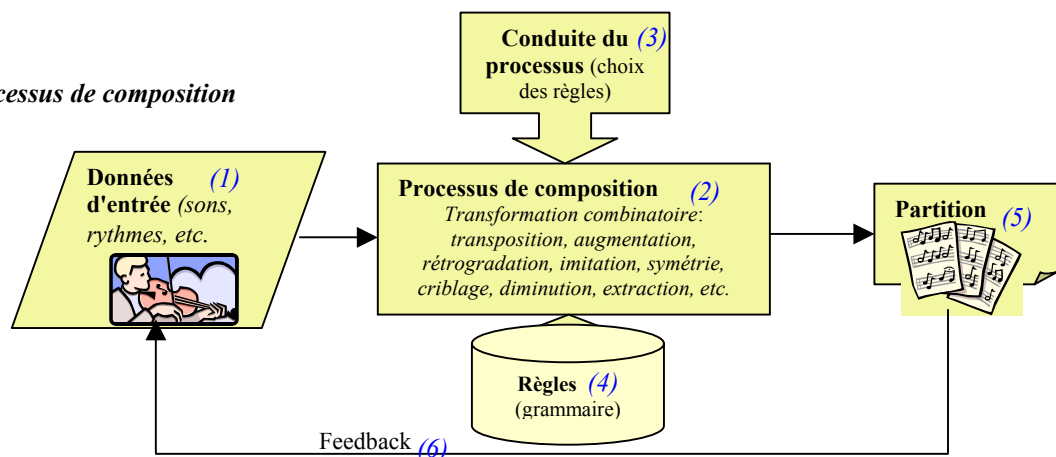 Conduite du (3)
processus (choix
des règles)
cessus de composition
Données (1)
d'entrée (sons,
rythmes, etc.
Processus de composition (2)
Transformation combinatoire:
transposition, augmentation,
rétrogradation, imitation, symétrie,
criblage, diminution, extraction, etc.
Partition (5)
Règles (4)
(grammaire)
Feedback (6)